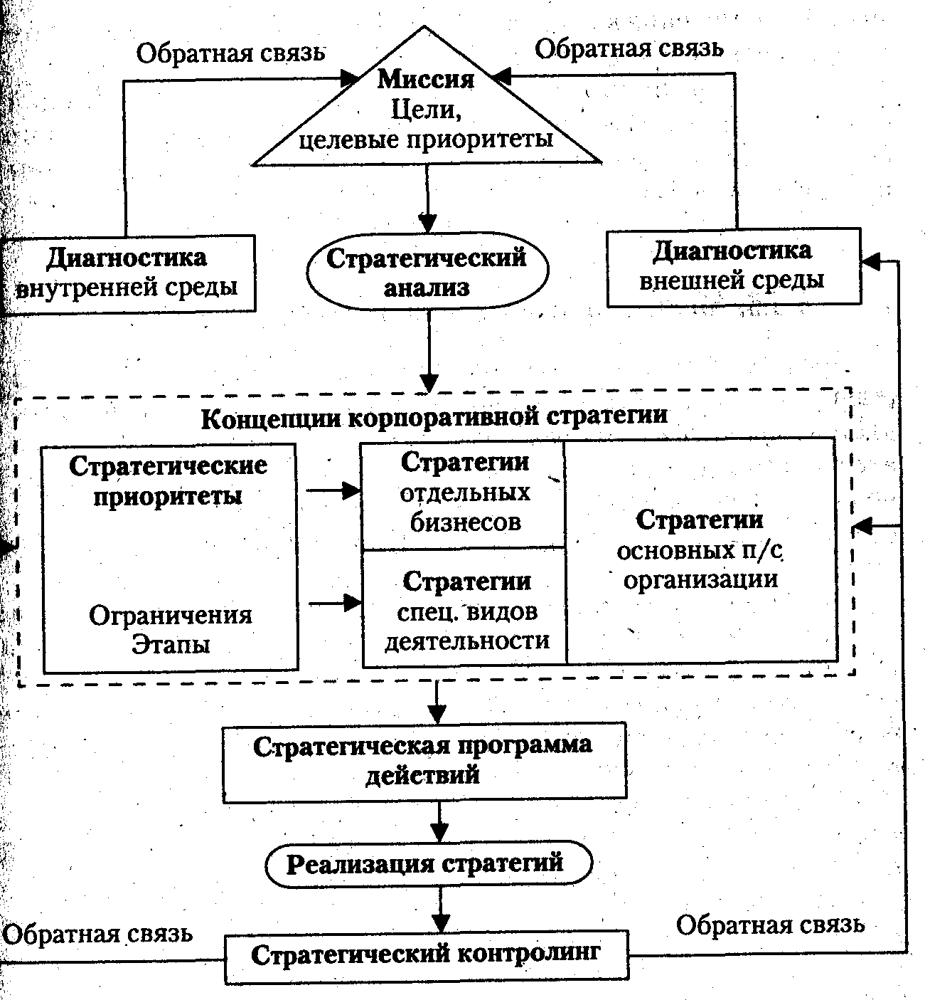 Обратная связь
Обратная связь
Миссия
Цели,
целевые приоритеты
Диагностика
внутренней среды
Стратегический
анализ
Диагностика
внешней среды
Концепции корпоративной стратегии
Стратегические
приоритеты
Ограничения
Этапы
Стратегии
отдельных
бизнесов
Стратегии
спец. видов
деятельности
Стратегии
основных п/с
организации
Стратегическая программа
действий
Реализация стратегий
Обратная связь
Стратегический контролинг
Обратная связь